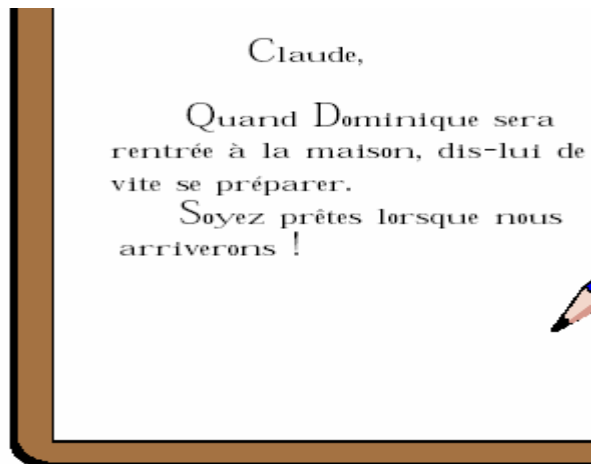 Claude,
Quand Dominique sera
rentrée à la maison, dis-lui de
vite se préparer.
Soyez prêtes lorsque nous
arriverons !